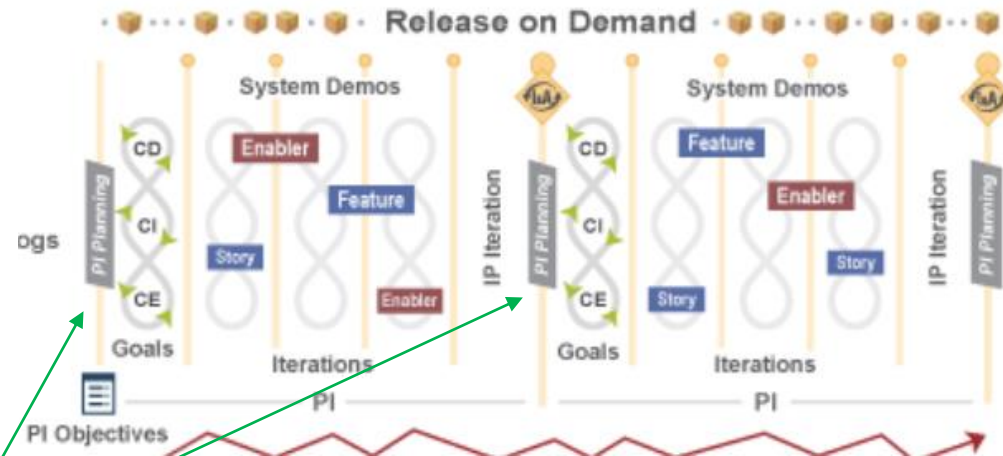 Release on Demand
System Demos
System Demos
I&A
I&A
CD
Enabler
CD
Feature
PI Planning
CI
Feature
IP Iteration
PI Planning
CI
Enabler
IP Iteration
PI Planning
ogs
Story
Story
CE
Enabler
CE
Story
Goals
Iterations
Goals
Iterations
PI
PI
PI Objectives